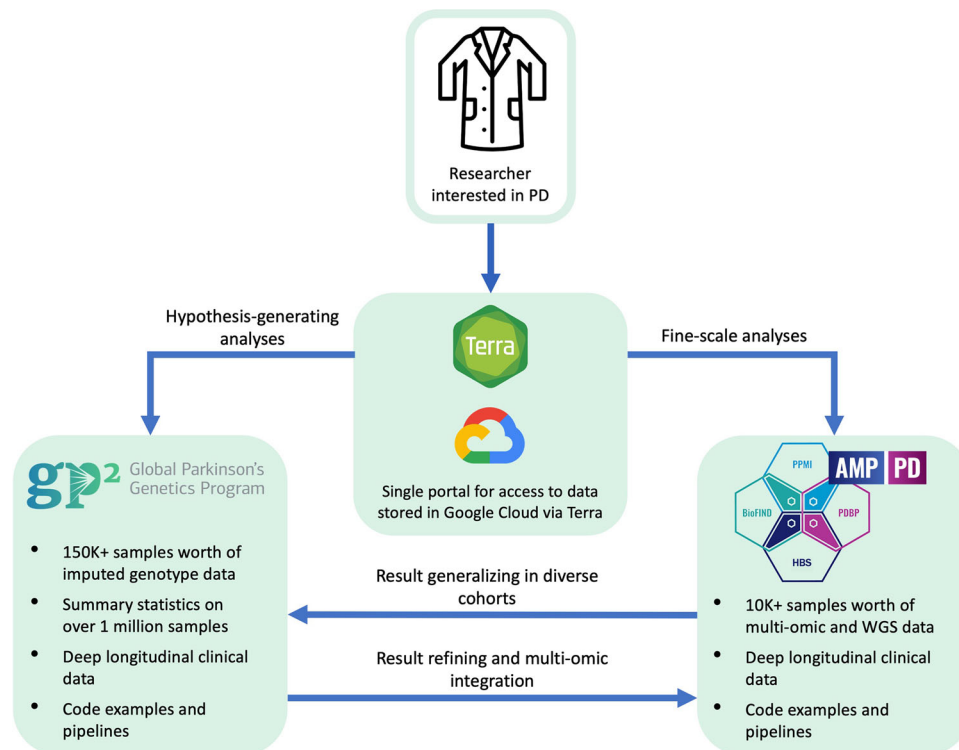 Researcher
interested in PD
Hypothesis-generating
analyses
Fine-scale analyses
Terra
Single portal for access to data
stored in Google Cloud via Terra
gp2 Global Parkinson's
Genetics Program
• 150K+ samples worth of
imputed genotype data
• Summary statistics on
over 1 million samples
• Deep longitudinal clinical
data
• Code examples and
pipelines
Result generalizing in diverse
cohorts
Result refining and multi-omic
integration
AMP PD
PPMI
BioFIND
PDBP
HBS
• 10K+ samples worth of
multi-omic and WGS data
• Deep longitudinal clinical
data
• Code examples and
pipelines